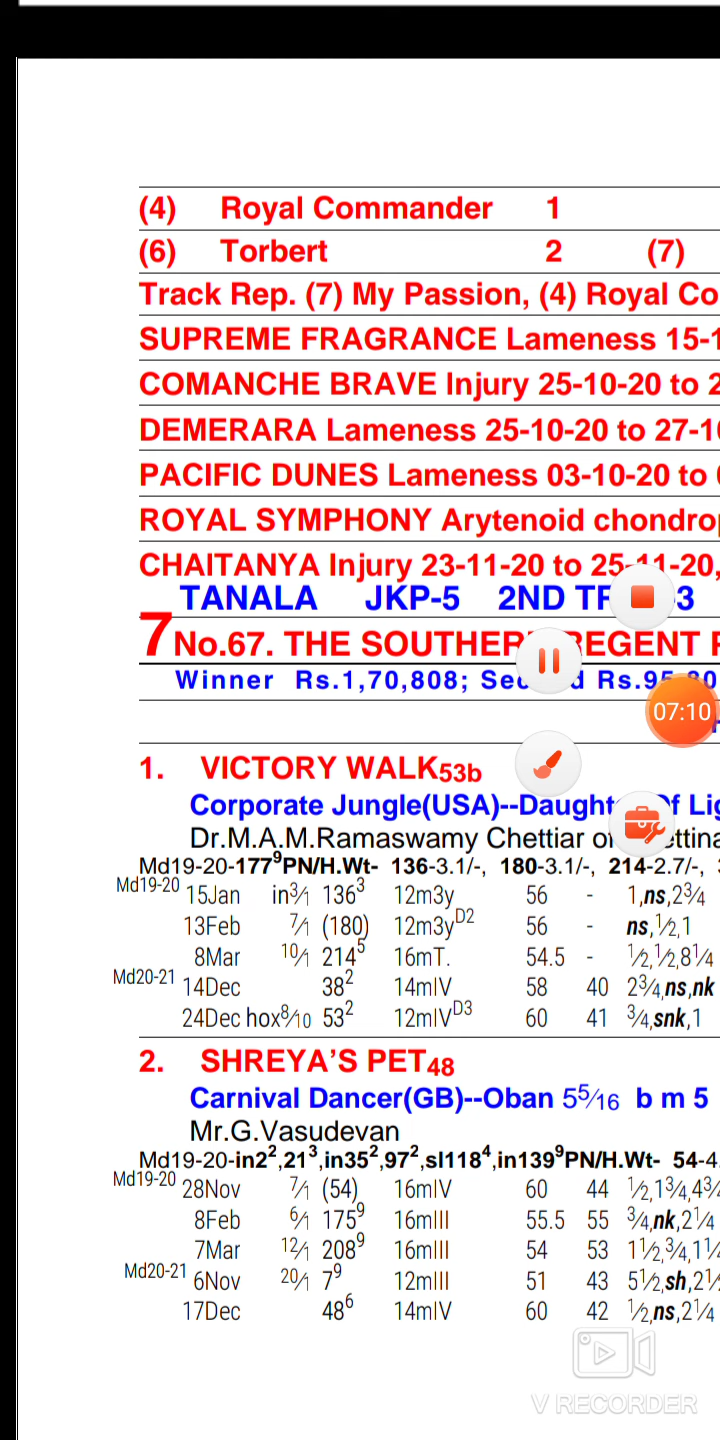 (4) Royal Commander 1
(6) Torbert 2 (7)
Track Rep. (7) My Passion, (4) Royal Co
SUPREME FRAGRANCE Lameness 15-1
COMANCHE BRAVE Injury 25-10-20 to 2
DEMERARA Lameness 25-10-20 to 27-10
PACIFIC DUNES Lameness 03-10-20 to
ROYAL SYMPHONY Arytenoid chondro
CHAITANYA Injury 23-11-20 to 25-11-20,
TANALA JKP-5 2ND TR 3
7 No.67. THE SOUTHERN REGENT
Winner Rs.1,70,808; Second Rs.95,80
07:10
1. VICTORY WALK53b
Corporate Jungle(USA)--Daught Of Lig
Dr.M.A.M.Ramaswamy Chettiar of ettina
Md19-20-177⁹PN/H.Wt- 136-3.1/-, 180-3.1/-, 214-2.7/-,
Md19-20 15Jan in3/1 136³ 12m3y 56 - 1,ns,2¾
13Feb 7/1 (180) 12m3yD2 56 - ns,½,1
8Mar 10/1 214⁵ 16mT. 54.5 - ½,½,8¼
Md20-21 14Dec 38² 14mIV 58 40 2¾,ns,nk
24Dec hox8/10 53² 12mIVD3 60 41 ¾,snk,1
2. SHREYA'S PET48
Carnival Dancer(GB)--Oban 5⁵⁄16 b m 5
Mr.G.Vasudevan
Md19-20-in2²,21³,in35²,97²,sl118⁴,in139⁹PN/H.Wt- 54-4
Md19-20 28Nov 7/1 (54) 16mIV 60 44 ½,1¾,4¾
8Feb 6/1 175⁹ 16mIII 55.5 55 ¾,nk,2¼
7Mar 12/1 208⁹ 16mIII 54 53 1½,¾,1¼
Md20-21 6Nov 20/1 7⁹ 12mIII 51 43 5½,sh,2½
17Dec 48⁶ 14mIV 60 42 ½,ns,2¼
V RECORDER